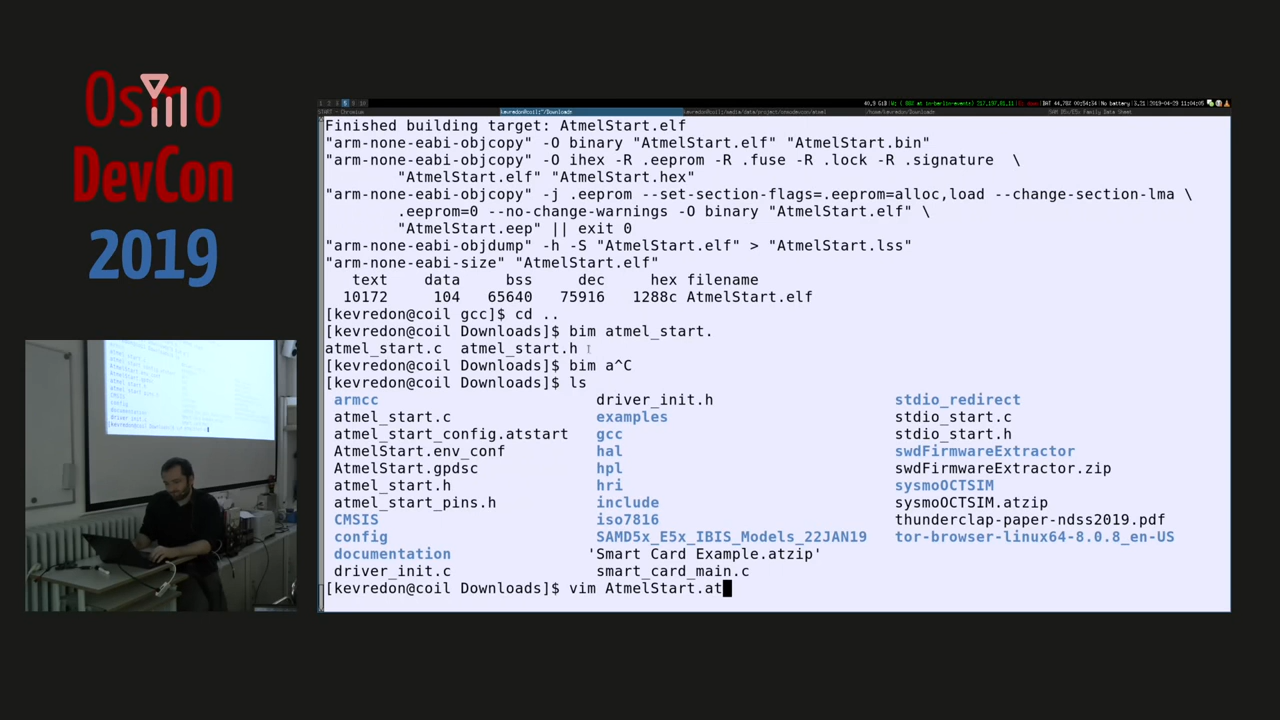 Osmo
DevCon
2019
Finished building target: AtmelStart.elf
"arm-none-eabi-objcopy" -O binary "AtmelStart.elf" "AtmelStart.bin"
"arm-none-eabi-objcopy" -O ihex -R .eeprom -R .fuse -R .lock -R .signature \
"AtmelStart.elf" "AtmelStart.hex"
"arm-none-eabi-objcopy" -j .eeprom --set-section-flags=.eeprom=alloc,load --change-section-lma \
.eeprom=0 --no-change-warnings -O binary "AtmelStart.elf" \
"AtmelStart.eep" || exit 0
"arm-none-eabi-objdump" -h -S "AtmelStart.elf" > "AtmelStart.lss"
"arm-none-eabi-size" "AtmelStart.elf"
text data bss dec hex filename
10172 104 65640 75916 1288c AtmelStart.elf
[kevredon@coil gcc]$ cd ..
[kevredon@coil Downloads]$ bim atmel_start.
atmel_start.c atmel_start.h
[kevredon@coil Downloads]$ bim a^C
[kevredon@coil Downloads]$ ls
armcc driver_init.h stdio_redirect
atmel_start.c examples stdio_start.c
atmel_start_config.atstart gcc stdio_start.h
AtmelStart.env_conf hal swdFirmwareExtractor
AtmelStart.gpdsc hpl swdFirmwareExtractor.zip
atmel_start.h hri sysmoOCTSIM
atmel_start_pins.h include sysmoOCTSIM.atzip
CMSIS iso7816 thunderclap-paper-ndss2019.pdf
config SAMD5x_E5x_IBIS_Models_22JAN19 tor-browser-linux64-8.0.8_en-US
documentation 'Smart Card Example.atzip'
driver_init.c smart_card_main.c
[kevredon@coil Downloads]$ vim AtmelStart.at